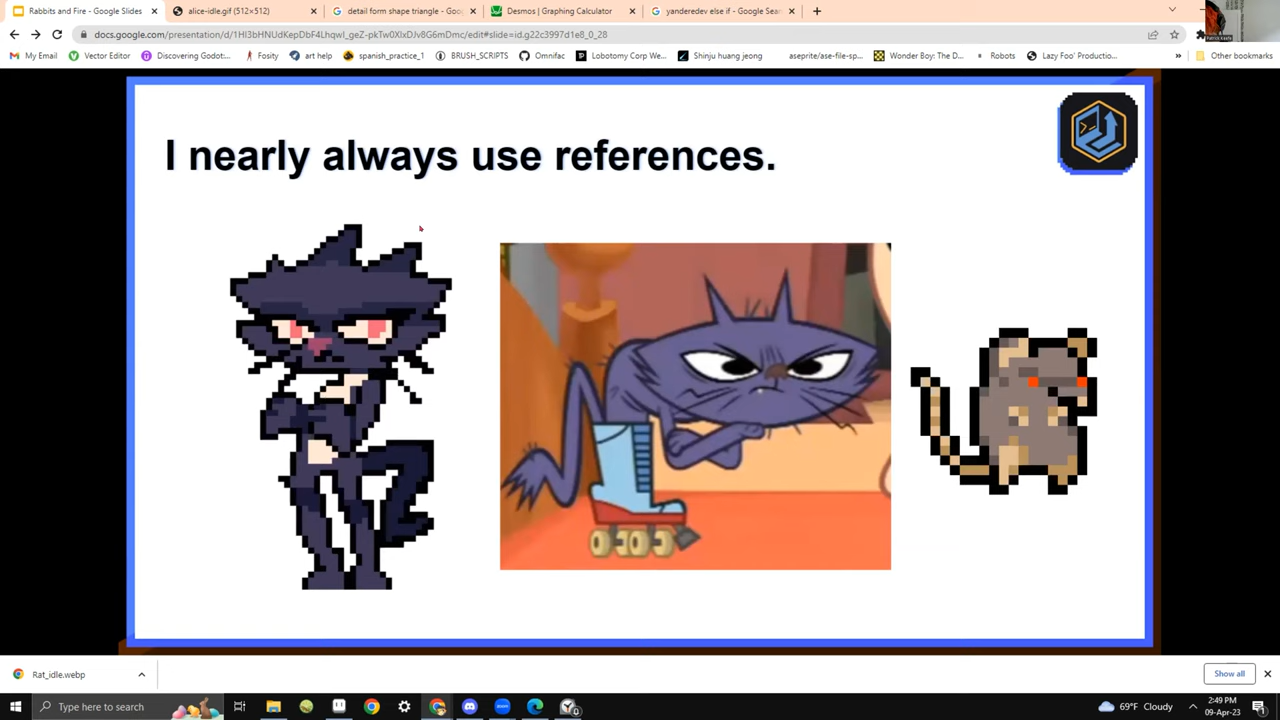 Rabbits and Fire - Google Slides
alice-idle.gif (512×512)
detail form shape triangle - Goog
Desmos | Graphing Calculator
yanderedev else if - Google Sear
docs.google.com/presentation/d/1HI3bHNUdKepDbF4Lhqwl_geZ-pkTw0XlxDJv8G6mDmc/edit#slide=id.g22c3997d1e8_0_28
My Email
Vector Editor
Discovering Godot:...
Fosity
art help
spanish_practice_1
BRUSH_SCRIPTS
Omnifac
Lobotomy Corp We...
Shinju huang jeong
aseprite/ase-file-sp...
Wonder Boy: The D...
Robots
Lazy Foo' Productio...
Other bookmarks
I nearly always use references.
Rat_idle.webp
Show all
Type here to search
69°F Cloudy
2:49 PM
09-Apr-23